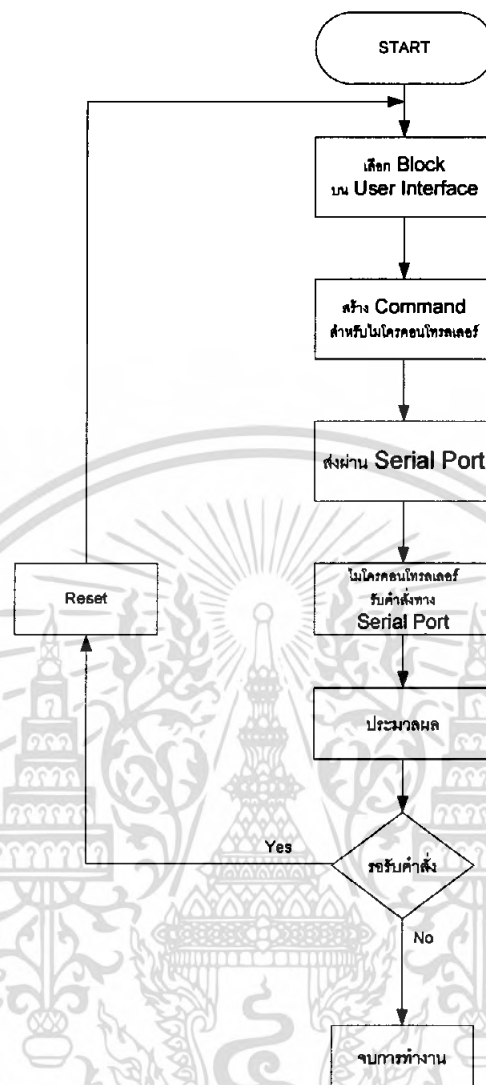 START
เลือก Block
บน User Interface
สร้าง Command
สำหรับไมโครคอนโทรลเลอร์
ส่งผ่าน Serial Port
ไมโครคอนโทรลเลอร์
รับคำสั่งทาง
Serial Port
Reset
ประมวลผล
Yes
รอรับคำสั่ง
No
จบการทำงาน